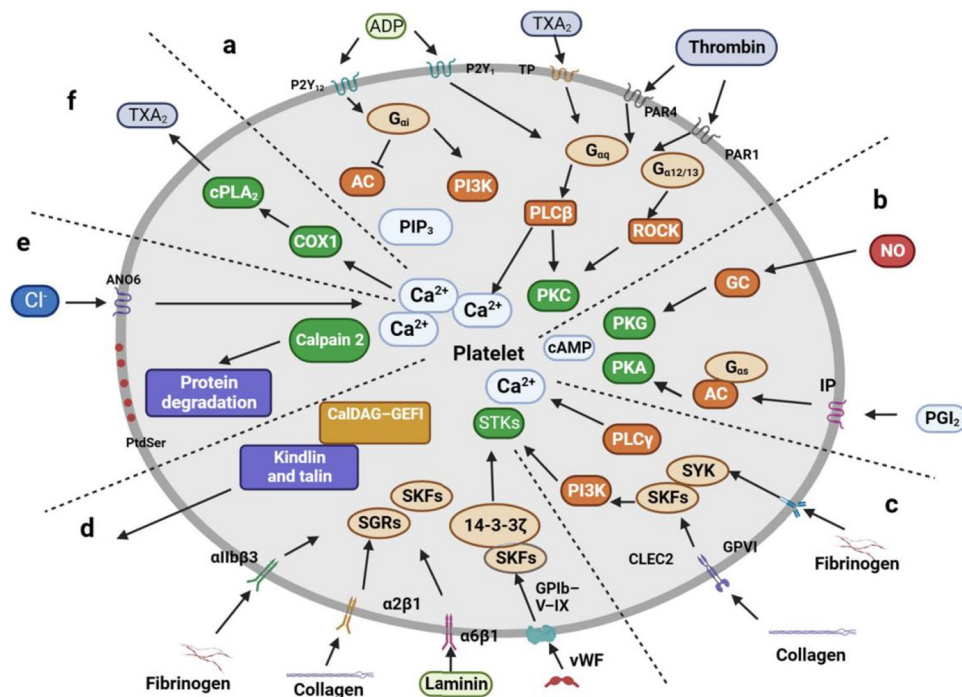 a
ADP
TXA₂
Thrombin
P2Y₁₂
P2Y₁
TP
PAR4
PAR1
f
TXA₂
Gαi
Gαq
Gα12/13
cPLA₂
AC
PI3K
PLCβ
ROCK
b
NO
PIP₃
COX1
e
ANO6
Cl⁻
Ca²⁺
Ca²⁺
Ca²⁺
PKC
GC
PKG
Calpain 2
Platelet
cAMP
PKA
Gαs
AC
IP
PGI₂
Protein
degradation
Ca²⁺
CalDAG–GEFI
STKs
PLCγ
PtdSer
Kindlin
and talin
SYK
PI3K
SKFs
c
d
SKFs
SGRs
14-3-3ζ
SKFs
CLEC2
GPVI
Fibrinogen
αIIbβ3
α2β1
α6β1
GPIb–
V–IX
vWF
Collagen
Fibrinogen
Collagen
Laminin